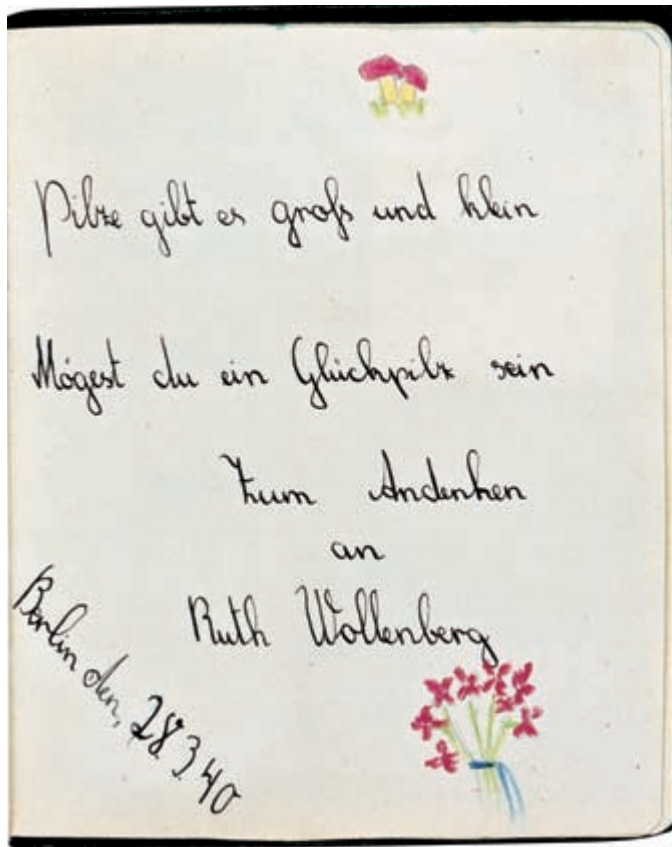 Pilze gibt es groß und klein
Mögest du ein Glückpilz sein
Zum Andenken
an
Ruth Wollenberg
Berlin den, 28.3.40